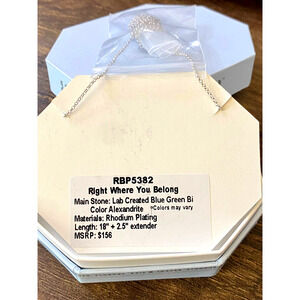 RBP5382
Right Where You Belong
Main Stone: Lab Created Blue Green Bi
Color Alexandrite *Colors may vary
Materials: Rhodium Plating
Length: 18" + 2.5" extender
MSRP: $156